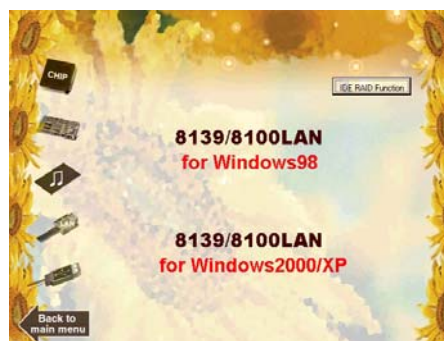 CHIP
IDE RAID Function
8139/8100LAN
for Windows98
8139/8100LAN
for Windows2000/XP
Back to
main menu